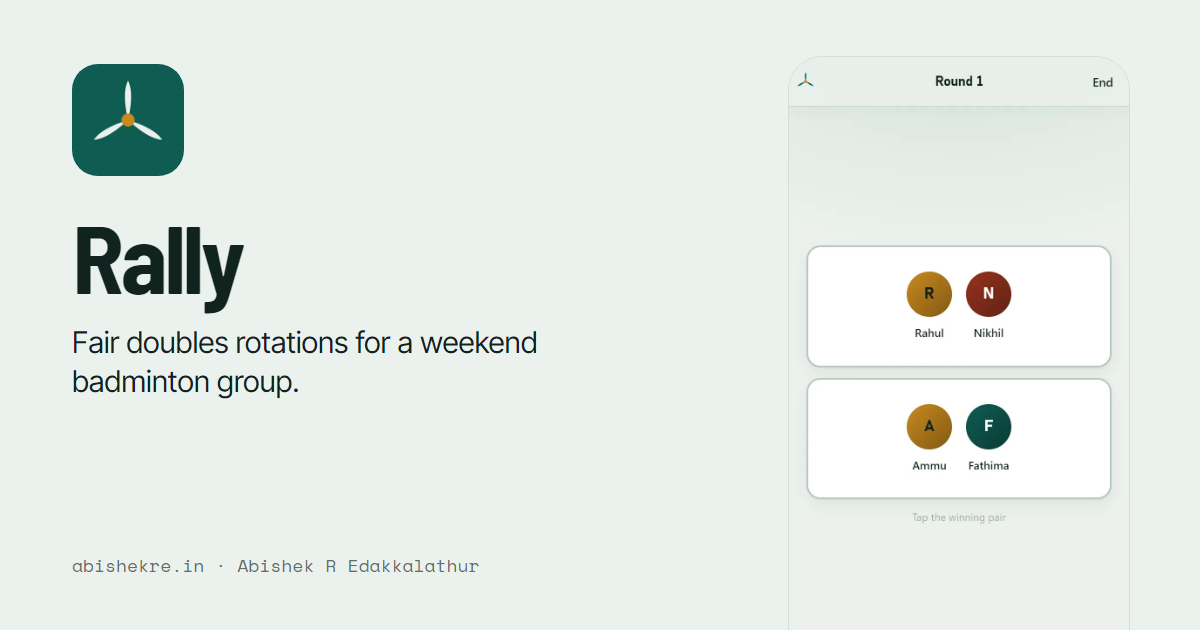 Rally
Fair doubles rotations for a weekend
badminton group.
abishekre.in · Abishek R Edakkalathur
Round 1
End
R
N
Rahul
Nikhil
A
F
Ammu
Fathima
Tap the winning pair